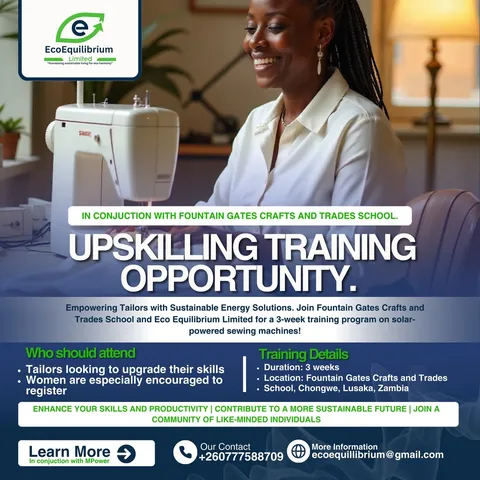 EcoEquilibrium
Limited
IN CONJUCTION WITH FOUNTAIN GATES CRAFTS AND TRADES SCHOOL.
UPSKILLING TRAINING
OPPORTUNITY.
Empowering Tailors with Sustainable Energy Solutions. Join Fountain Gates Crafts and
Trades School and Eco Equilibrium Limited for a 3-week training program on solar-
powered sewing machines!
Who should attend
• Tailors looking to upgrade their skills
• Women are especially encouraged to
register
Training Details
• Duration: 3 weeks
• Location: Fountain Gates Crafts and Trades
• School, Chongwe, Lusaka, Zambia
ENHANCE YOUR SKILLS AND PRODUCTIVITY | CONTRIBUTE TO A MORE SUSTAINABLE FUTURE | JOIN A
COMMUNITY OF LIKE-MINDED INDIVIDUALS
Learn More
In conjuction with MPower
Our Contact
+260777588709
More Information
ecoequillibrium@gmail.com